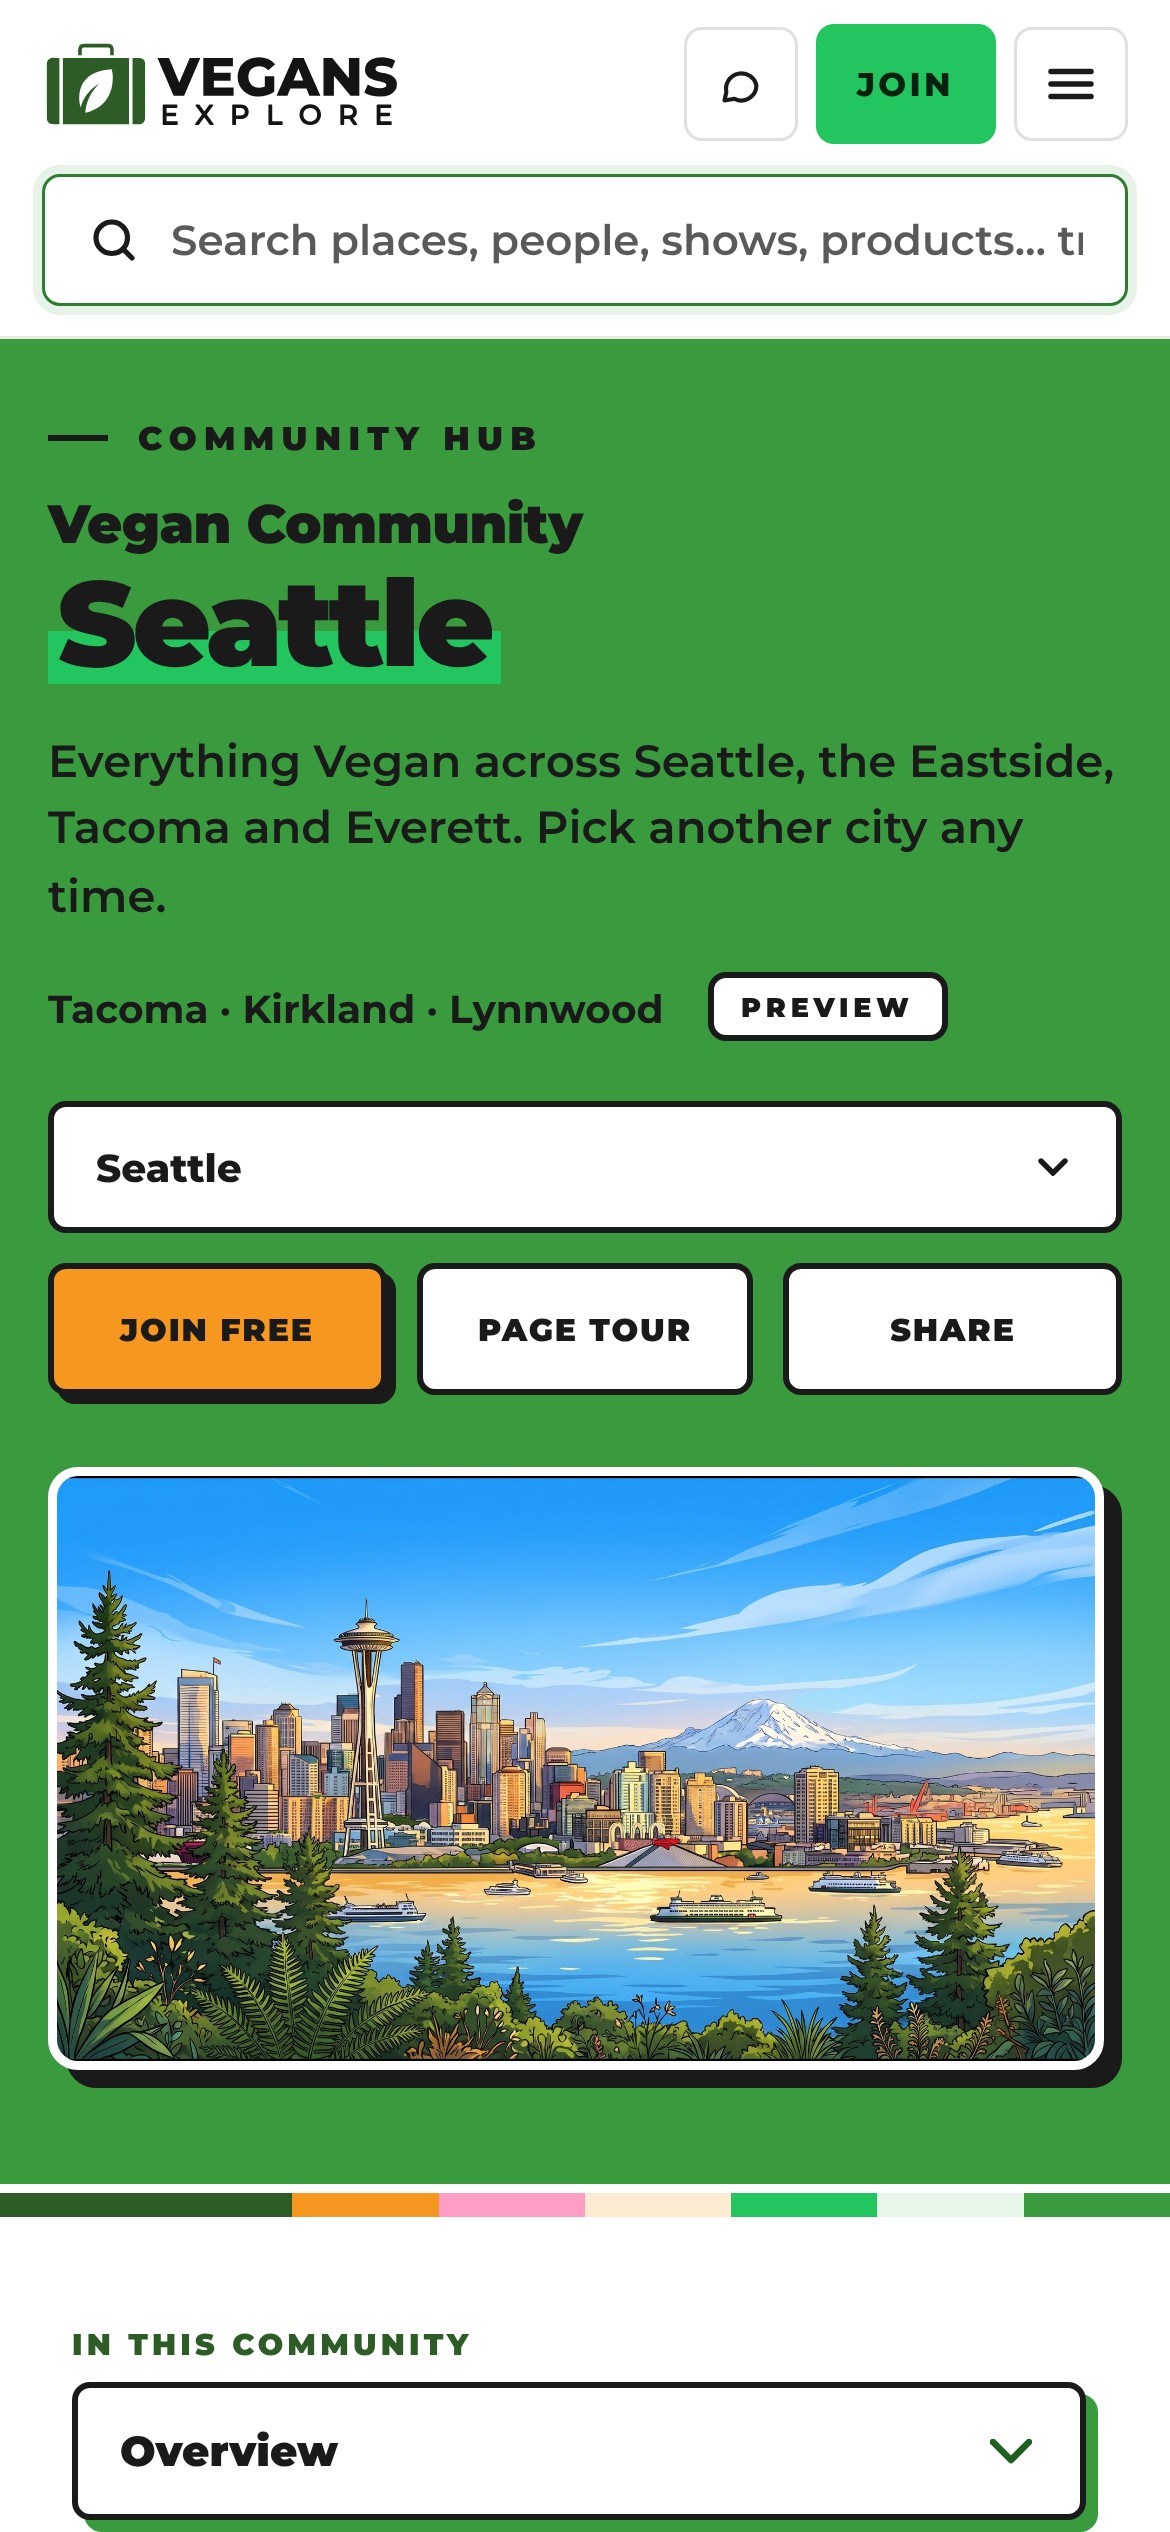 VEGANS
EXPLORE
JOIN
Search places, people, shows, products...
COMMUNITY HUB
Vegan Community
Seattle
Everything Vegan across Seattle, the Eastside,
Tacoma and Everett. Pick another city any
time.
Tacoma · Kirkland · Lynnwood
PREVIEW
Seattle
JOIN FREE
PAGE TOUR
SHARE
IN THIS COMMUNITY
Overview